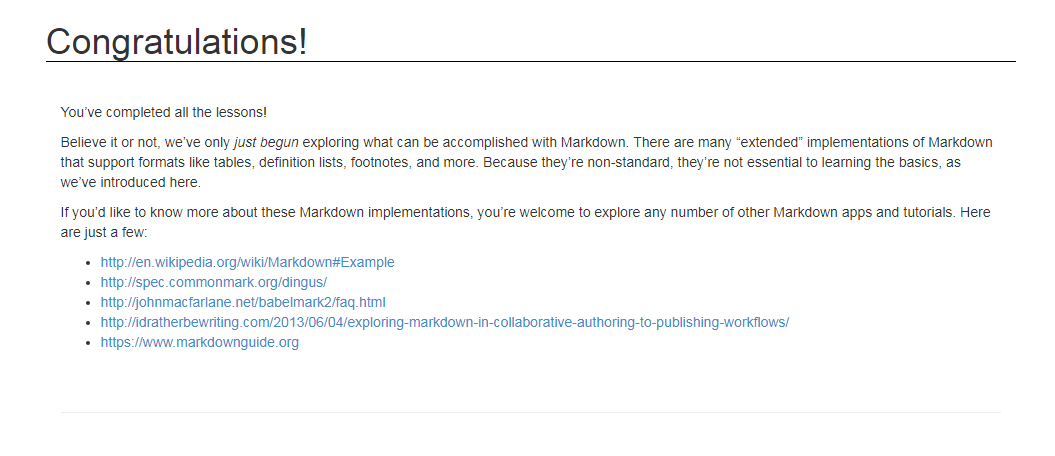 Congratulations!
You’ve completed all the lessons!
Believe it or not, we’ve only just begun exploring what can be accomplished with Markdown. There are many “extended” implementations of Markdown
that support formats like tables, definition lists, footnotes, and more. Because they’re non-standard, they’re not essential to learning the basics, as
we’ve introduced here.
If you’d like to know more about these Markdown implementations, you’re welcome to explore any number of other Markdown apps and tutorials. Here
are just a few:
• http://en.wikipedia.org/wiki/Markdown#Example
• http://spec.commonmark.org/dingus/
• http://johnmacfarlane.net/babelmark2/faq.html
• http://idratherbewriting.com/2013/06/04/exploring-markdown-in-collaborative-authoring-to-publishing-workflows/
• https://www.markdownguide.org